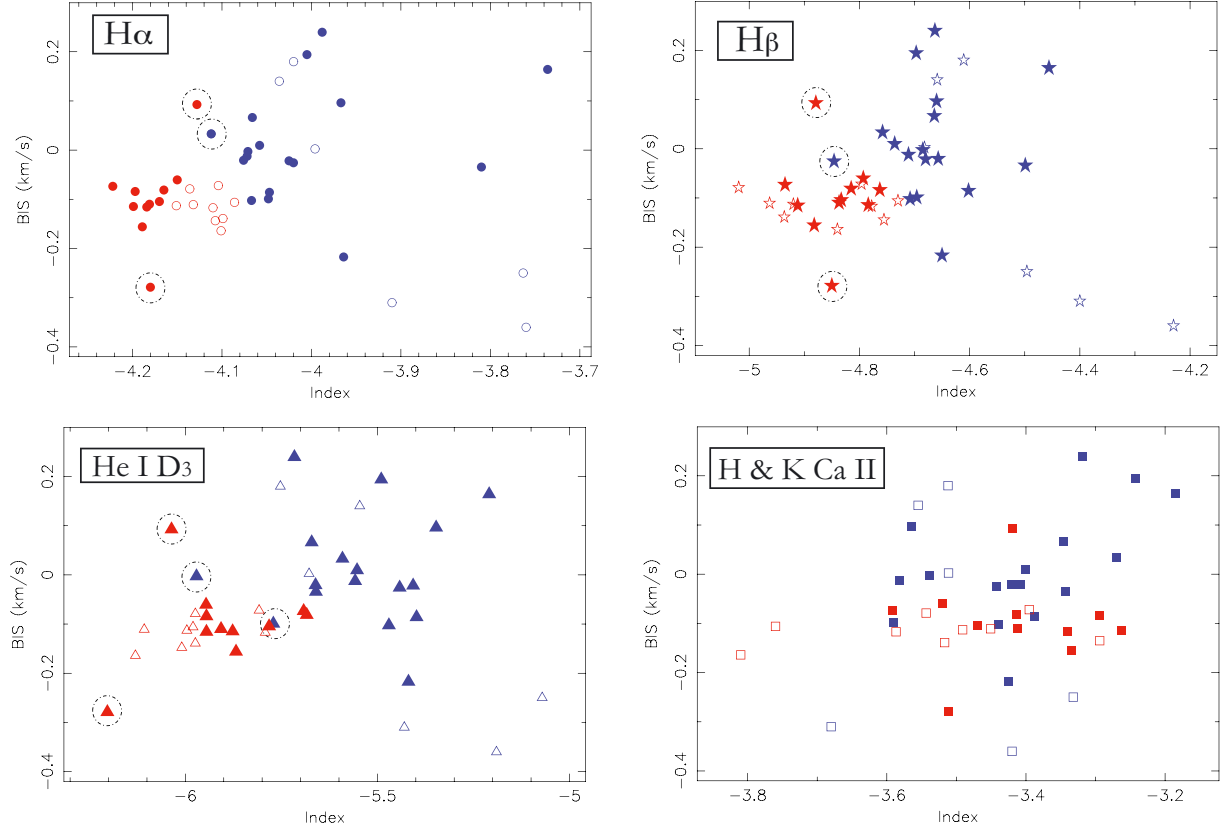 Hα
BIS (km/s)
0.2
0
−0.2
−0.4
−4.2
−4.1
−4
−3.9
−3.8
−3.7
Index
Hβ
BIS (km/s)
0.2
0
−0.2
−0.4
−5
−4.8
−4.6
−4.4
−4.2
Index
He I D3
BIS (km/s)
0.2
0
−0.2
−0.4
−6
−5.5
−5
Index
H & K Ca II
BIS (km/s)
0.2
0
−0.2
−0.4
−3.8
−3.6
−3.4
−3.2
Index